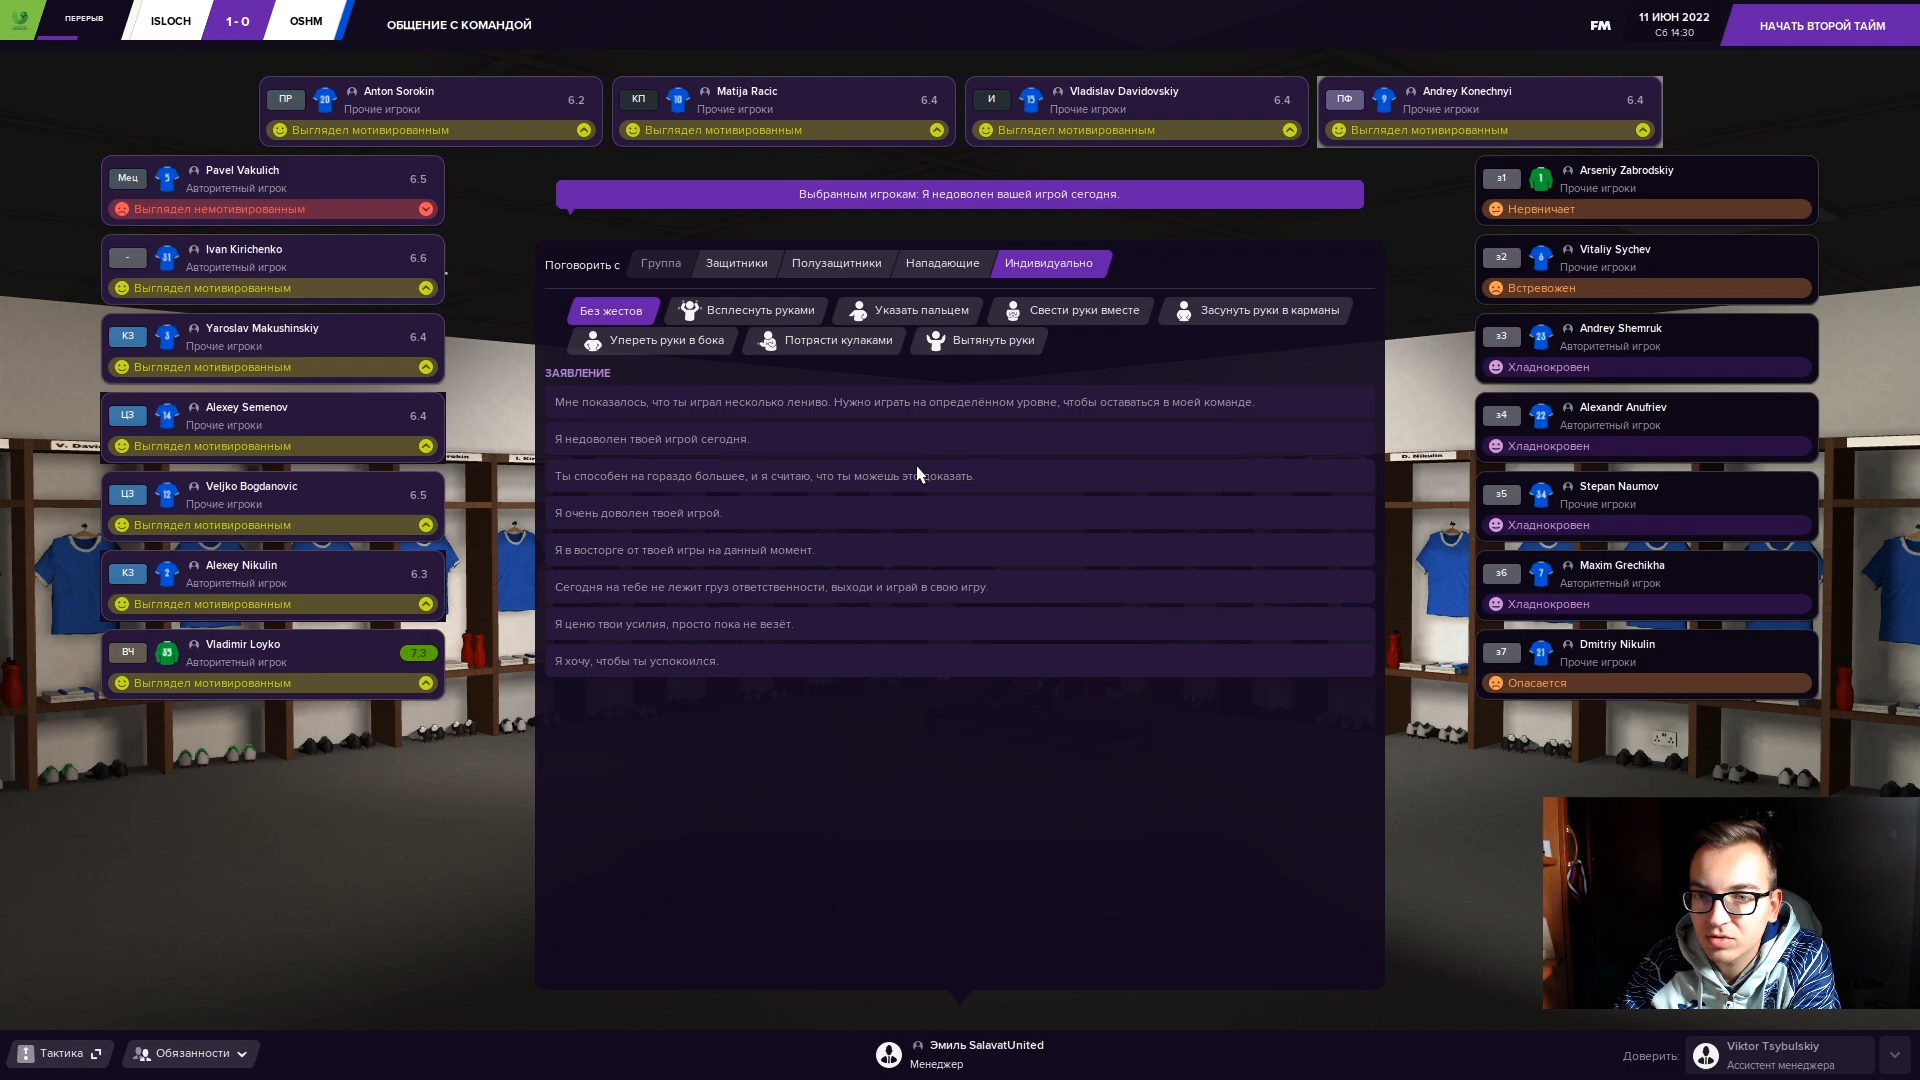 ПЕРЕРЫВ
ISLOCH
1 - 0
OSHM
ОБЩЕНИЕ С КОМАНДОЙ
FM
11 ИЮН 2022
Сб 14:30
НАЧАТЬ ВТОРОЙ ТАЙМ
ПР
20
Anton Sorokin
Прочие игроки
6.2
Выглядел мотивированным
КП
10
Matija Racic
Прочие игроки
6.4
Выглядел мотивированным
И
15
Vladislav Davidovskiy
Прочие игроки
6.4
Выглядел мотивированным
ПФ
9
Andrey Konechnyi
Прочие игроки
6.4
Выглядел мотивированным
Мец
5
Pavel Vakulich
Авторитетный игрок
6.5
Выглядел немотивированным
-
31
Ivan Kirichenko
Авторитетный игрок
6.6
Выглядел мотивированным
КЗ
3
Yaroslav Makushinskiy
Прочие игроки
6.4
Выглядел мотивированным
ЦЗ
14
Alexey Semenov
Прочие игроки
6.4
Выглядел мотивированным
ЦЗ
12
Veljko Bogdanovic
Прочие игроки
6.5
Выглядел мотивированным
КЗ
2
Alexey Nikulin
Авторитетный игрок
6.3
Выглядел мотивированным
ВЧ
35
Vladimir Loyko
Авторитетный игрок
7.3
Выглядел мотивированным
Выбранным игрокам: Я недоволен вашей игрой сегодня.
Поговорить с
Группа
Защитники
Полузащитники
Нападающие
Индивидуально
Без жестов
Всплеснуть руками
Указать пальцем
Свести руки вместе
Засунуть руки в карманы
Упереть руки в бока
Потрясти кулаками
Вытянуть руки
ЗАЯВЛЕНИЕ
Мне показалось, что ты играл несколько лениво. Нужно играть на определённом уровне, чтобы оставаться в моей команде.
Я недоволен твоей игрой сегодня.
Ты способен на гораздо большее, и я считаю, что ты можешь это доказать.
Я очень доволен твоей игрой.
Я в восторге от твоей игры на данный момент.
Сегодня на тебе не лежит груз ответственности, выходи и играй в свою игру.
Я ценю твои усилия, просто пока не везёт.
Я хочу, чтобы ты успокоился.
з1
1
Arseniy Zabrodskiy
Прочие игроки
Нервничает
з2
6
Vitaliy Sychev
Прочие игроки
Встревожен
з3
23
Andrey Shemruk
Авторитетный игрок
Хладнокровен
з4
22
Alexandr Anufriev
Авторитетный игрок
Хладнокровен
з5
34
Stepan Naumov
Прочие игроки
Хладнокровен
з6
7
Maxim Grechikha
Авторитетный игрок
Хладнокровен
з7
21
Dmitriy Nikulin
Прочие игроки
Опасается
D. Nikulin
Тактика
Обязанности
Эмиль SalavatUnited
Менеджер
Доверить:
Viktor Tsybulskiy
Ассистент менеджера